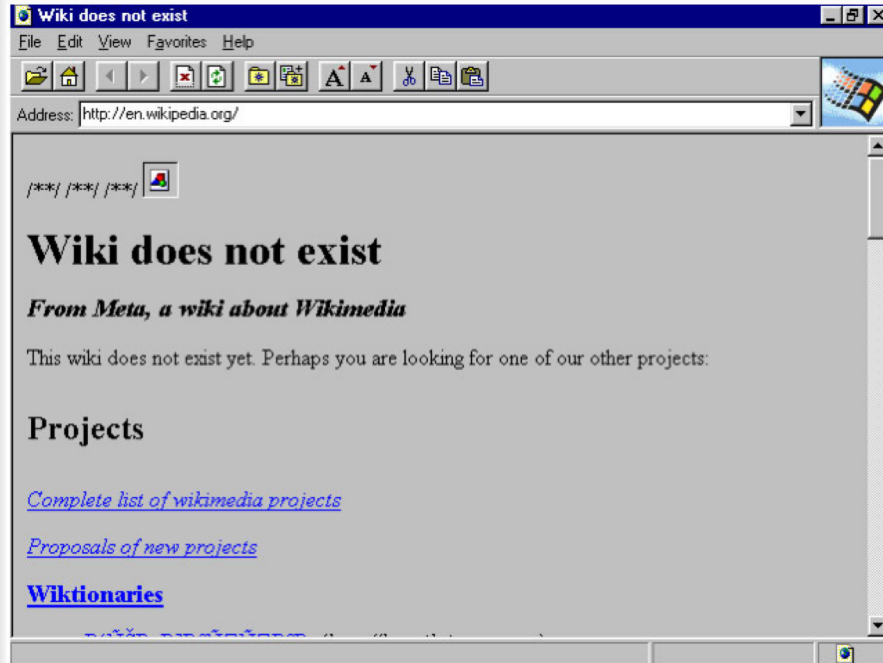 Wiki does not exist
File Edit View Favorites Help
Address: http://en.wikipedia.org/
/**/ /**/ /**/
Wiki does not exist
From Meta, a wiki about Wikimedia
This wiki does not exist yet. Perhaps you are looking for one of our other projects:
Projects
Complete list of wikimedia projects
Proposals of new projects
Wiktionaries